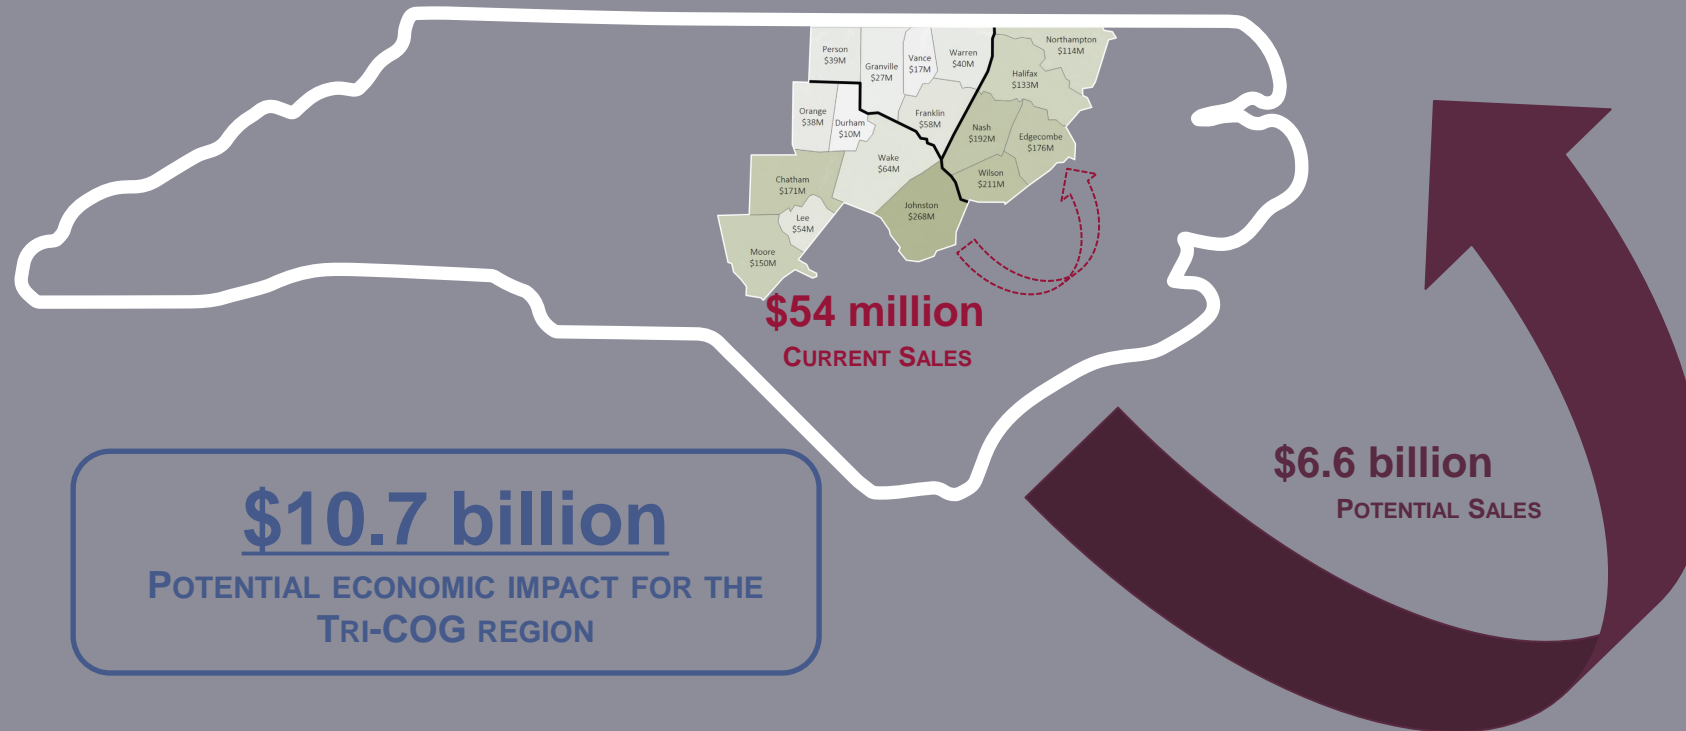 Person
$39M
Granville
$27M
Vance
$17M
Warren
$40M
Northampton
$114M
Halifax
$133M
Orange
$38M
Durham
$10M
Franklin
$58M
Nash
$192M
Edgecombe
$176M
Wake
$64M
Wilson
$211M
Chatham
$171M
Lee
$54M
Johnston
$268M
Moore
$150M
$54 million
CURRENT SALES
$6.6 billion
POTENTIAL SALES
$10.7 billion
POTENTIAL ECONOMIC IMPACT FOR THE
TRI-COG REGION